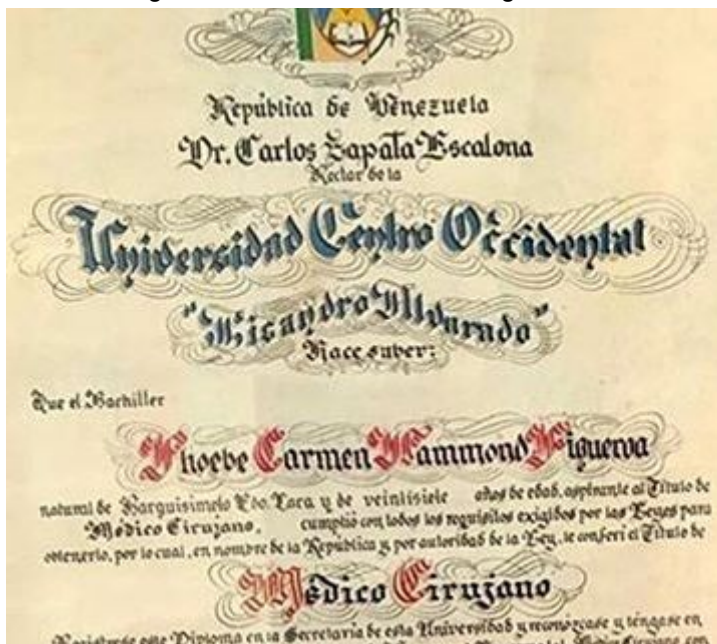 República de Venezuela
Dr. Carlos Zapata Escalona
Rector de la
Universidad Centro Occidental
"Lisandro Alvarado"
Hace saber:
Que el Bachiller
Phoebe Carmen Hammond Figueroa
natural de Barquisimeto Edo. Lara y de veintisiete años de edad, aspirante al Título de
Médico Cirujano, cumplió con todos los requisitos exigidos por las Leyes para
obtenerlo, por lo cual, en nombre de la República y por autoridad de la Ley, le conferí el Título de
Médico Cirujano
Regístrese este Diploma en la Secretaría de esta Universidad y reconózcase y téngase en